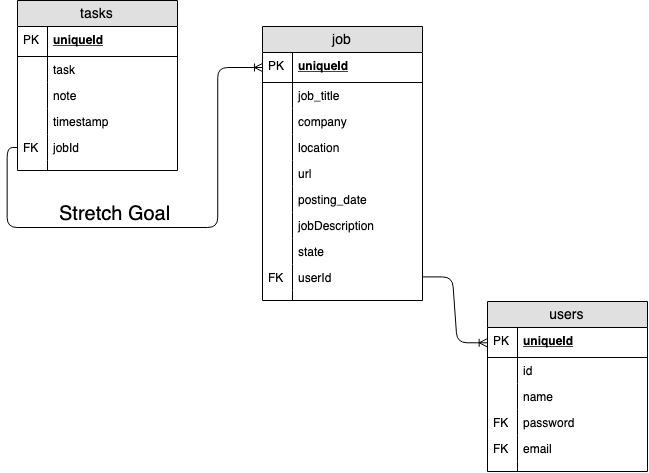 tasks
PK uniqueId
task
note
timestamp
FK jobId
Stretch Goal
job
PK uniqueId
job_title
company
location
url
posting_date
jobDescription
state
FK userId
users
PK uniqueId
id
name
FK password
FK email